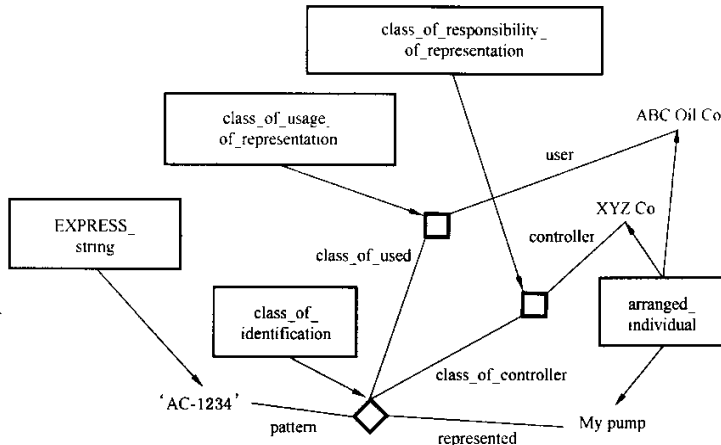 class_of_responsibility_
of_representation
class_of_usage_
of_representation
ABC Oil Co
user
EXPRESS_
string
XYZ Co
controller
class_of_used
class_of_
identification
arranged_
individual
class_of_controller
'AC-1234'
pattern
represented
My pump